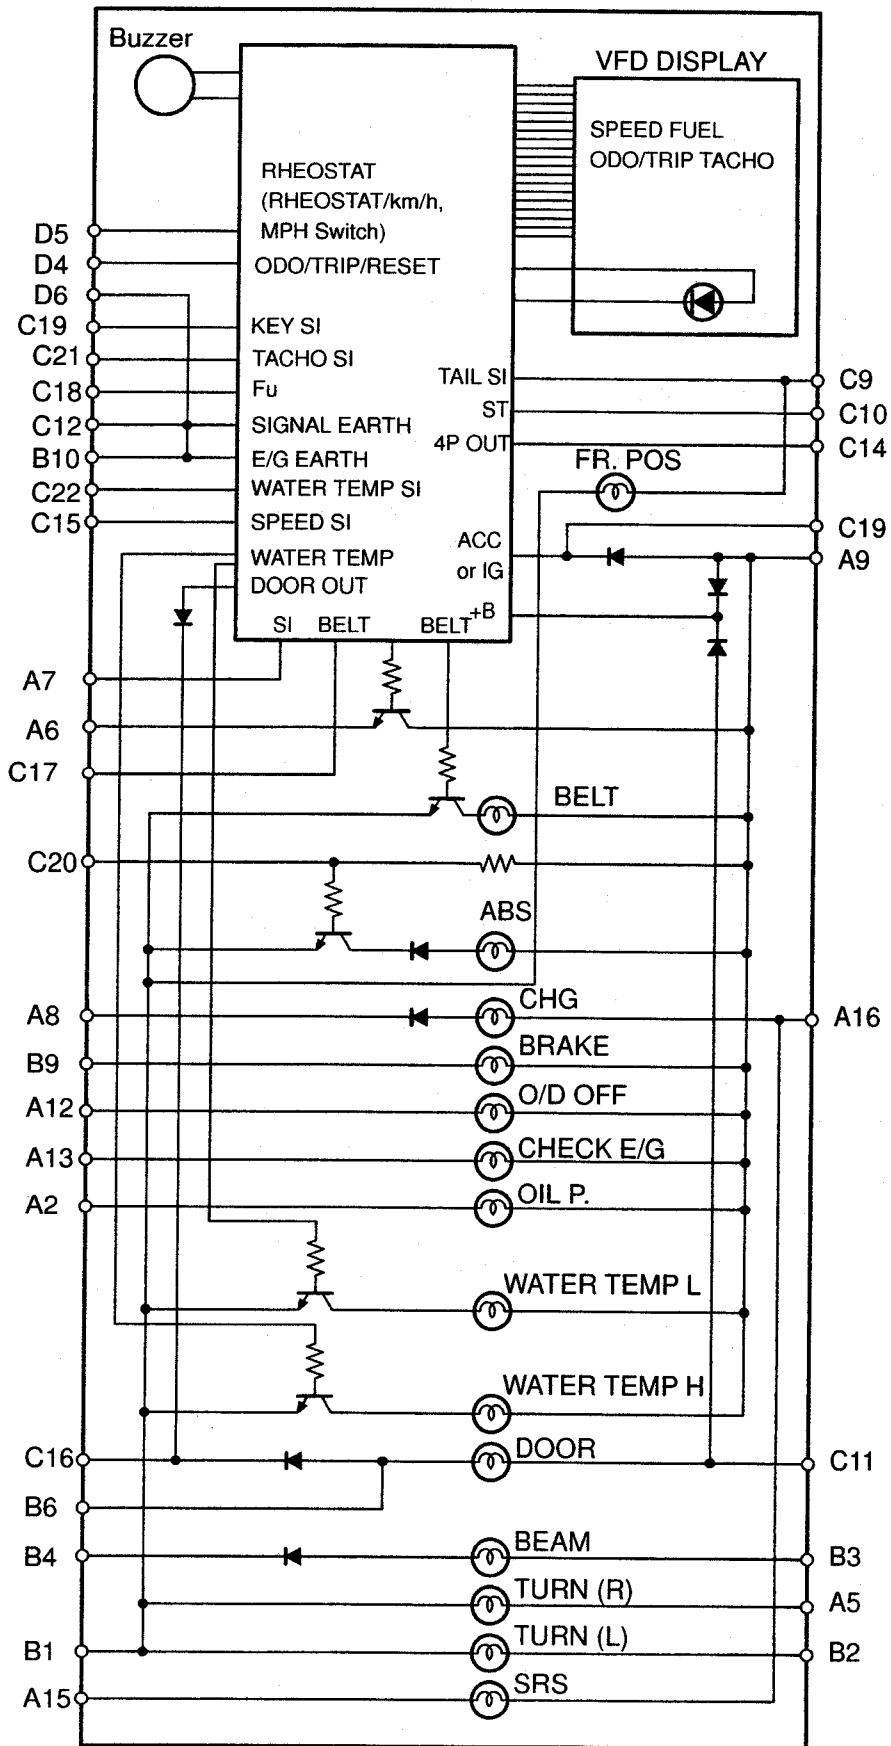 Buzzer
VFD DISPLAY
SPEED FUEL
ODO/TRIP TACHO
RHEOSTAT
(RHEOSTAT/km/h,
MPH Switch)
D5
D4
ODO/TRIP/RESET
D6
C19
KEY SI
C21
TACHO SI
C18
Fu
C12
SIGNAL EARTH
B10
E/G EARTH
C22
WATER TEMP SI
C15
SPEED SI
WATER TEMP
DOOR OUT
TAIL SI
C9
ST
C10
4P OUT
C14
FR. POS
C19
ACC
or IG
A9
+B
SI
BELT
BELT
A7
A6
C17
BELT
C20
ABS
A8
CHG
A16
B9
BRAKE
A12
O/D OFF
A13
CHECK E/G
A2
OIL P.
WATER TEMP L
WATER TEMP H
C16
DOOR
C11
B6
B4
BEAM
B3
TURN (R)
A5
B1
TURN (L)
B2
A15
SRS